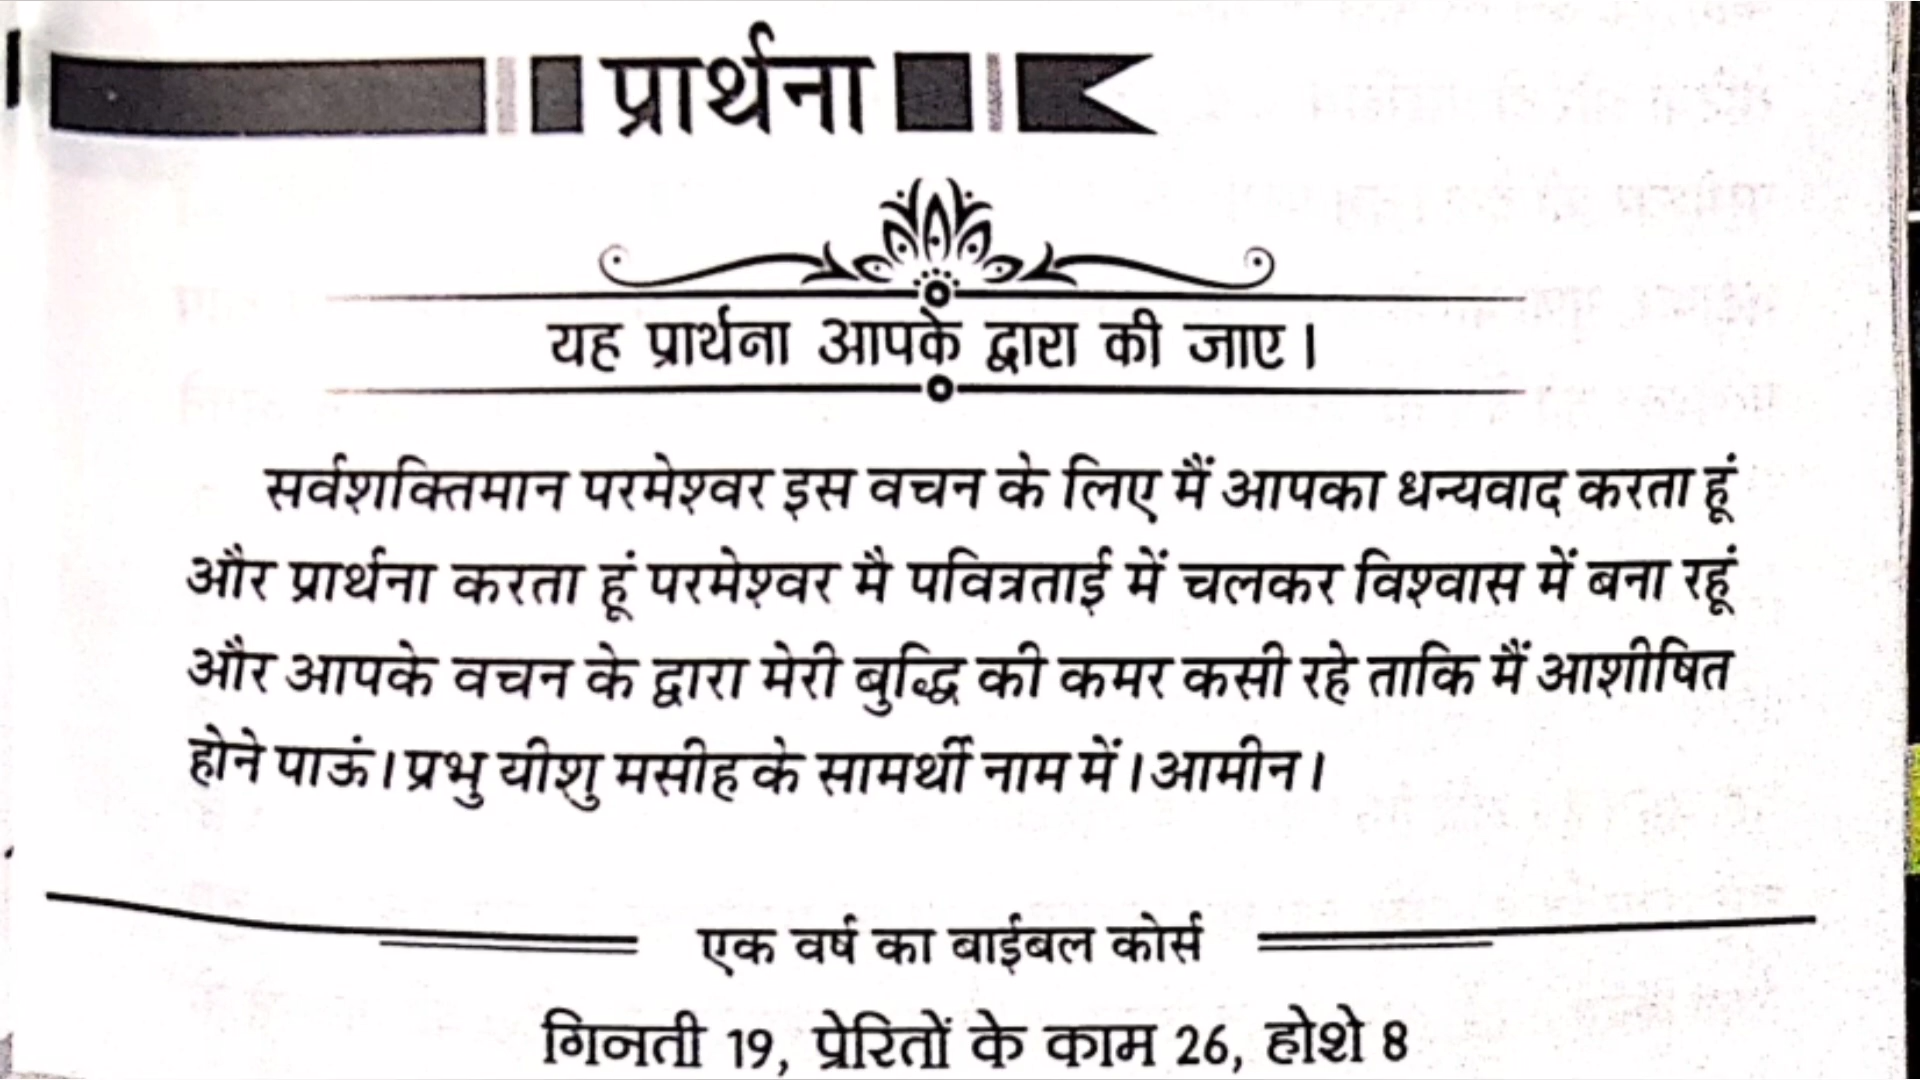 प्रार्थना
यह प्रार्थना आपके द्वारा की जाए।
सर्वशक्तिमान परमेश्वर इस वचन के लिए मैं आपका धन्यवाद करता हूं
और प्रार्थना करता हूं परमेश्वर मै पवित्रताई में चलकर विश्वास में बना रहूं
और आपके वचन के द्वारा मेरी बुद्धि की कमर कसी रहे ताकि मैं आशीषित
होने पाऊं। प्रभु यीशु मसीह के सामर्थी नाम में। आमीन।
एक वर्ष का बाईबल कोर्स
गिनती 19, प्रेरितों के काम 26, होशे 8